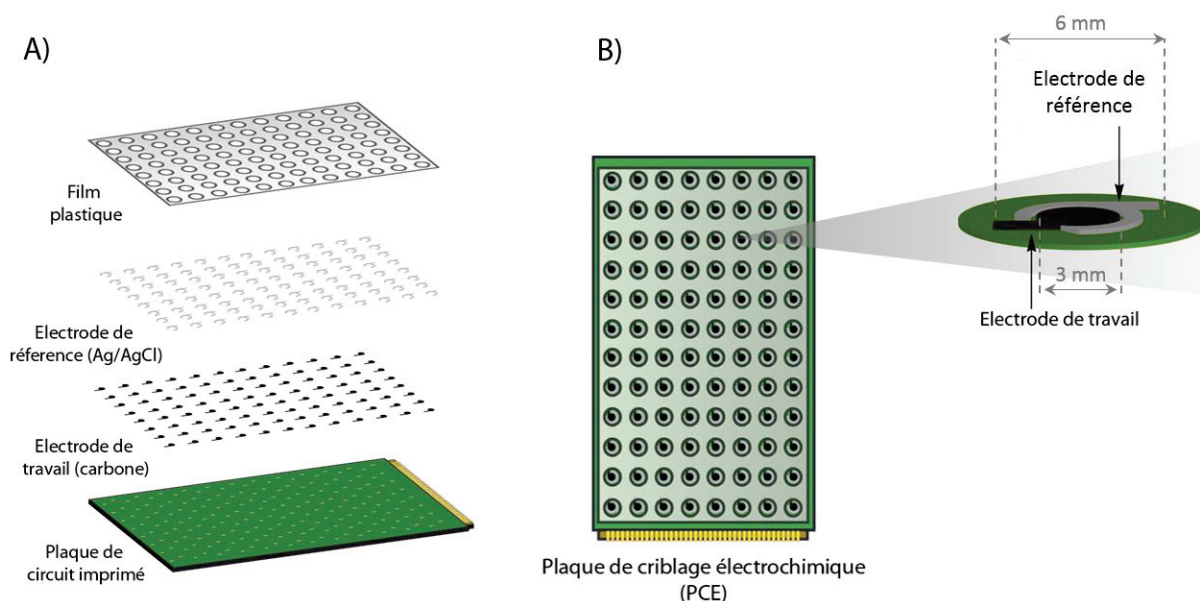 A)
Film
plastique
Electrode de
réference (Ag/AgCl)
Electrode de
travail (carbone)
Plaque de
circuit imprimé
B)
6 mm
Electrode de
référence
3 mm
Electrode de travail
Plaque de criblage électrochimique
(PCE)